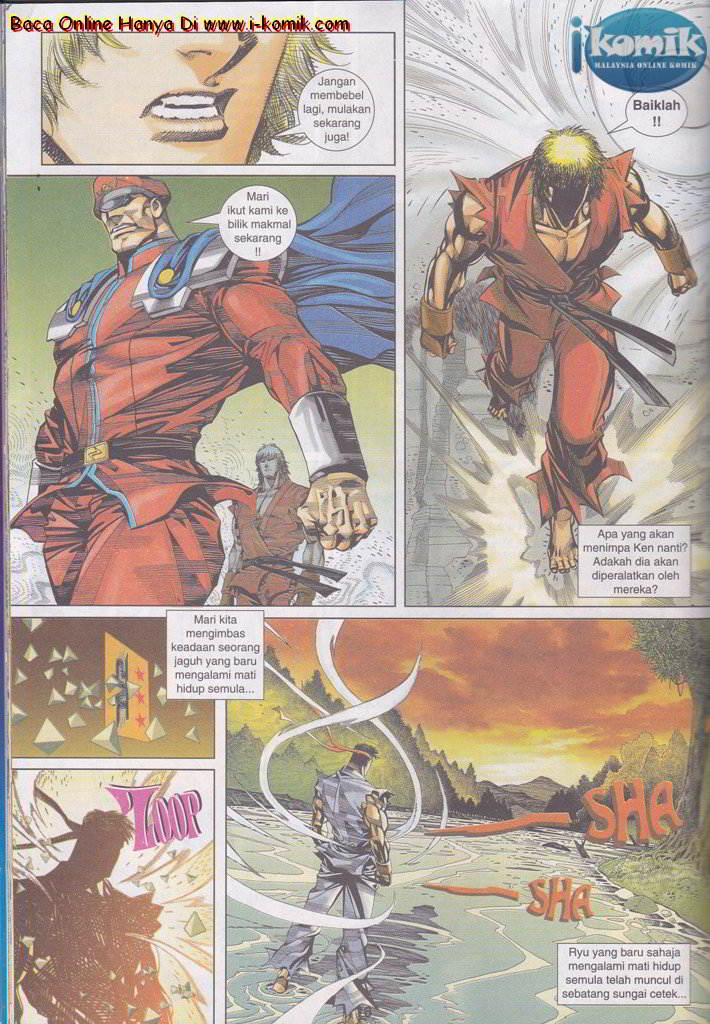 Baca Online Hanya Di www.i-komik.com
ikomik
MALAYSIA ONLINE KOMIK
Jangan
membebel
lagi, mulakan
sekarang
juga!
Baiklah
!!
Mari
ikut kami ke
bilik makmal
sekarang
!!
Apa yang akan
menimpa Ken nanti?
Adakah dia akan
diperalatkan oleh
mereka?
Mari kita
mengimbas
keadaan seorang
jaguh yang baru
mengalami mati
hidup semula...
ZOOP
SHA
SHA
Ryu yang baru sahaja
mengalami mati hidup
semula telah muncul di
sebatang sungai cetek...